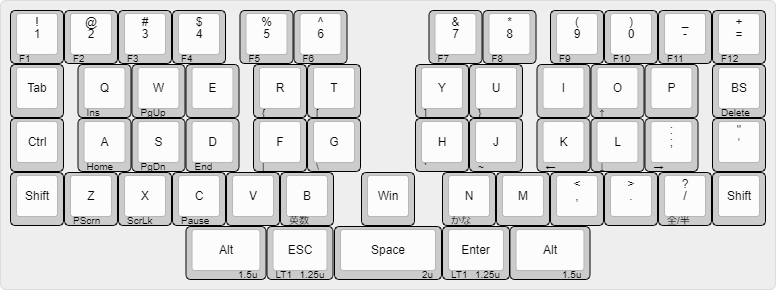 ! @ # $ % ^ & * ( ) _ +
1 2 3 4 5 6 7 8 9 0 - =
F1 F2 F3 F4 F5 F6 F7 F8 F9 F10 F11 F12
Tab Q W E R T Y U I O P BS
Ins PgUp { [ ] } ↑ Delete
Ctrl A S D F G H J K L : ; " '
Home PgDn End | \ ` ~ ← →
Shift Z X C V B Win N M < , > . ? / Shift
PScrn ScrLk Pause 英数 かな 全/半
Alt ESC Space Enter Alt
1.5u LT1 1.25u 2u LT1 1.25u 1.5u